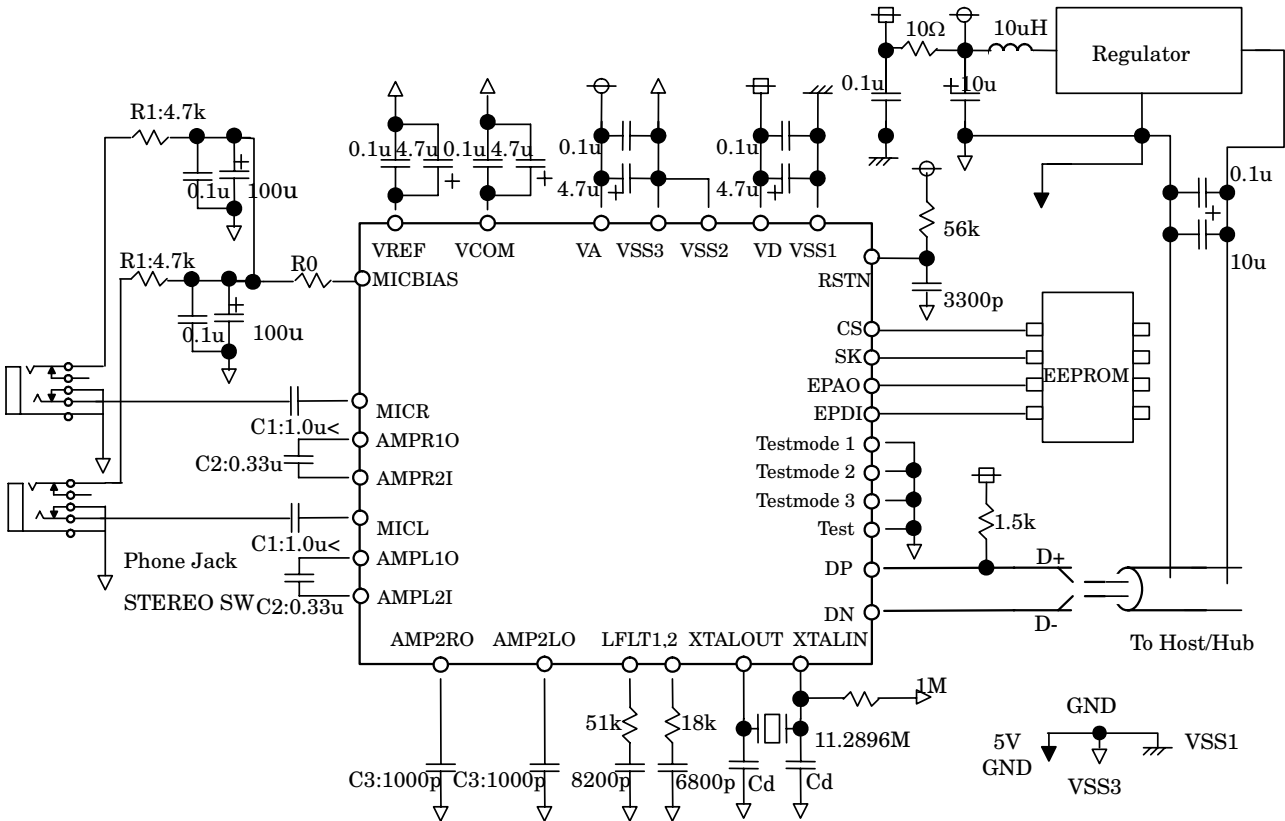 10Ω
10uH
Regulator
0.1u
+
10u
R1:4.7k
0.1u
+
100u
0.1u
4.7u
+
0.1u
4.7u
+
0.1u
4.7u
+
0.1u
4.7u
+
0.1u
+
10u
56k
3300p
R1:4.7k
R0
0.1u
+
100u
VREF
VCOM
VA
VSS3
VSS2
VD
VSS1
MICBIAS
RSTN
CS
SK
EPAO
EPDI
EEPROM
MICR
C1:1.0u<
AMPR1O
C2:0.33u
AMPR2I
Testmode 1
Testmode 2
Testmode 3
Test
1.5k
MICL
C1:1.0u<
Phone Jack
AMPL1O
STEREO SW
C2:0.33u
AMPL2I
DP
D+
DN
D-
To Host/Hub
AMP2RO
AMP2LO
LFLT1,2
XTALOUT
XTALIN
1M
51k
18k
11.2896M
C3:1000p
C3:1000p
8200p
6800p
Cd
Cd
GND
5V
GND
VSS1
VSS3